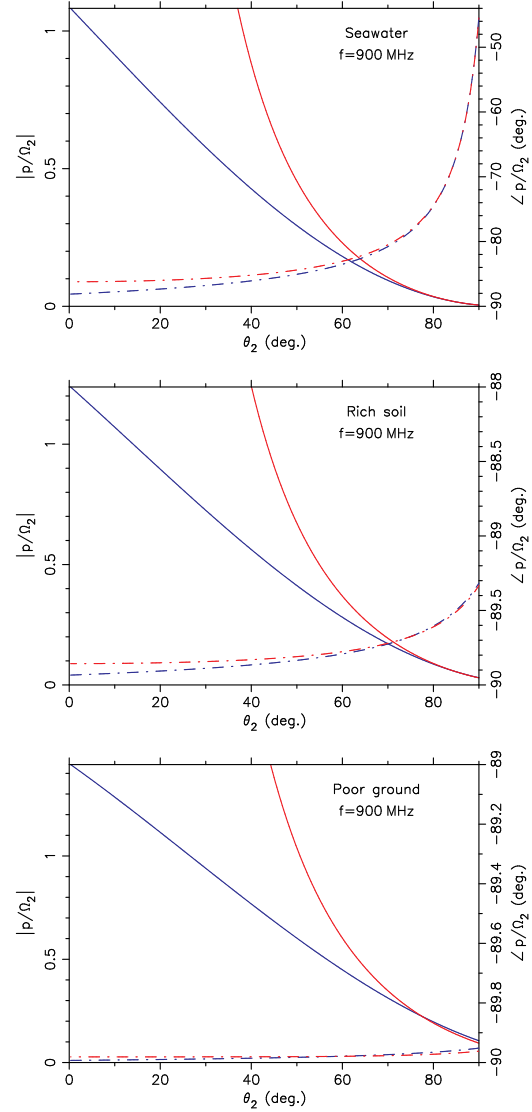 Seawater
f=900 MHz
|p/Ω₂|
0
0.5
1
∠p/Ω₂ (deg.)
−90
−80
−70
−60
−50
0
20
40
60
80
θ₂ (deg.)
Rich soil
f=900 MHz
|p/Ω₂|
0
0.5
1
∠p/Ω₂ (deg.)
−90
−89.5
−89
−88.5
−88
0
20
40
60
80
θ₂ (deg.)
Poor ground
f=900 MHz
|p/Ω₂|
0
0.5
1
∠p/Ω₂ (deg.)
−90
−89.8
−89.6
−89.4
−89.2
−89
0
20
40
60
80
θ₂ (deg.)